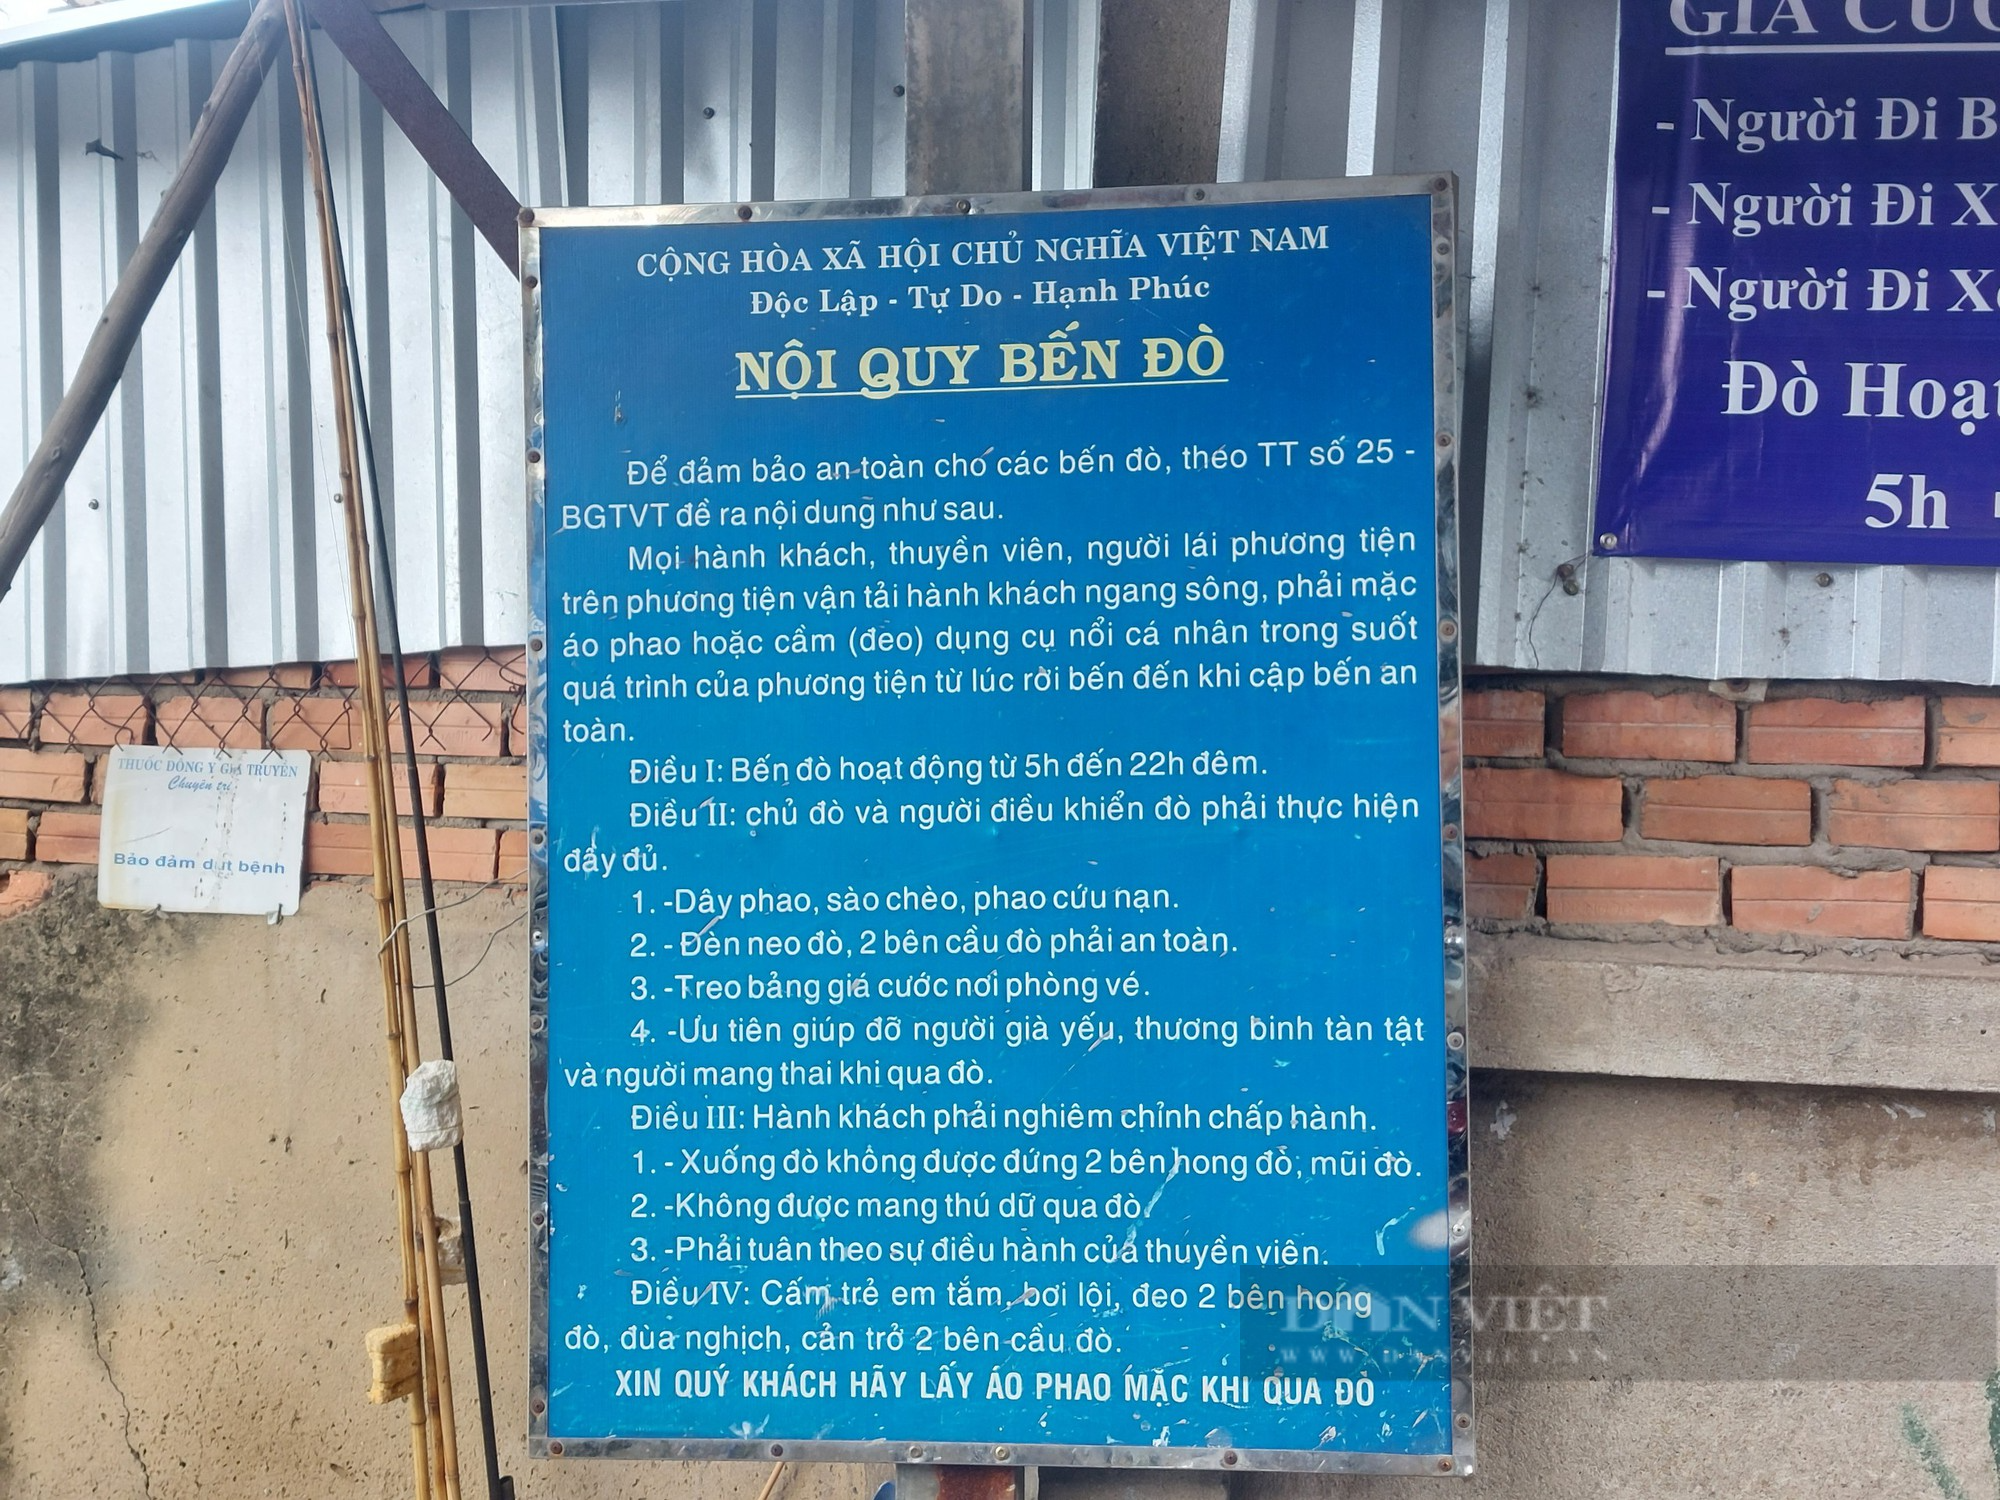 CỘNG HÒA XÃ HỘI CHỦ NGHĨA VIỆT NAM
Độc Lập - Tự Do - Hạnh Phúc
NỘI QUY BẾN ĐÒ
Để đảm bảo an toàn cho các bến đò, theo TT số 25 -
BGTVT đề ra nội dung như sau.
Mọi hành khách, thuyền viên, người lái phương tiện
trên phương tiện vận tải hành khách ngang sông, phải mặc
áo phao hoặc cầm (đeo) dụng cụ nổi cá nhân trong suốt
quá trình của phương tiện từ lúc rời bến đến khi cập bến an
toàn.
Điều I: Bến đò hoạt động từ 5h đến 22h đêm.
Điều II: chủ đò và người điều khiển đò phải thực hiện
đầy đủ.
1. -Dây phao, sào chèo, phao cứu nạn.
2. - Đèn neo đò, 2 bên cầu đò phải an toàn.
3. -Treo bảng giá cước nơi phòng vé.
4. -Ưu tiên giúp đỡ người già yếu, thương binh tàn tật
và người mang thai khi qua đò.
Điều III: Hành khách phải nghiêm chỉnh chấp hành.
1. - Xuống đò không được đứng 2 bên hong đò, mũi đò.
2. -Không được mang thú dữ qua đò.
3. -Phải tuân theo sự điều hành của thuyền viên.
Điều IV: Cấm trẻ em tắm, bơi lội, đeo 2 bên hong
đò, đùa nghịch, cản trở 2 bên cầu đò.
XIN QUÝ KHÁCH HÃY LẤY ÁO PHAO MẶC KHI QUA ĐÒ
GIÁ
- Người Đi
- Người Đi
- Người Đi
Đò
5h
THUỐC ĐÔNG Y GIA TRUYỀN
Chuyên trị
Bảo đảm dứt bệnh
DÂN VIỆT
WWW.DANVIET.VN